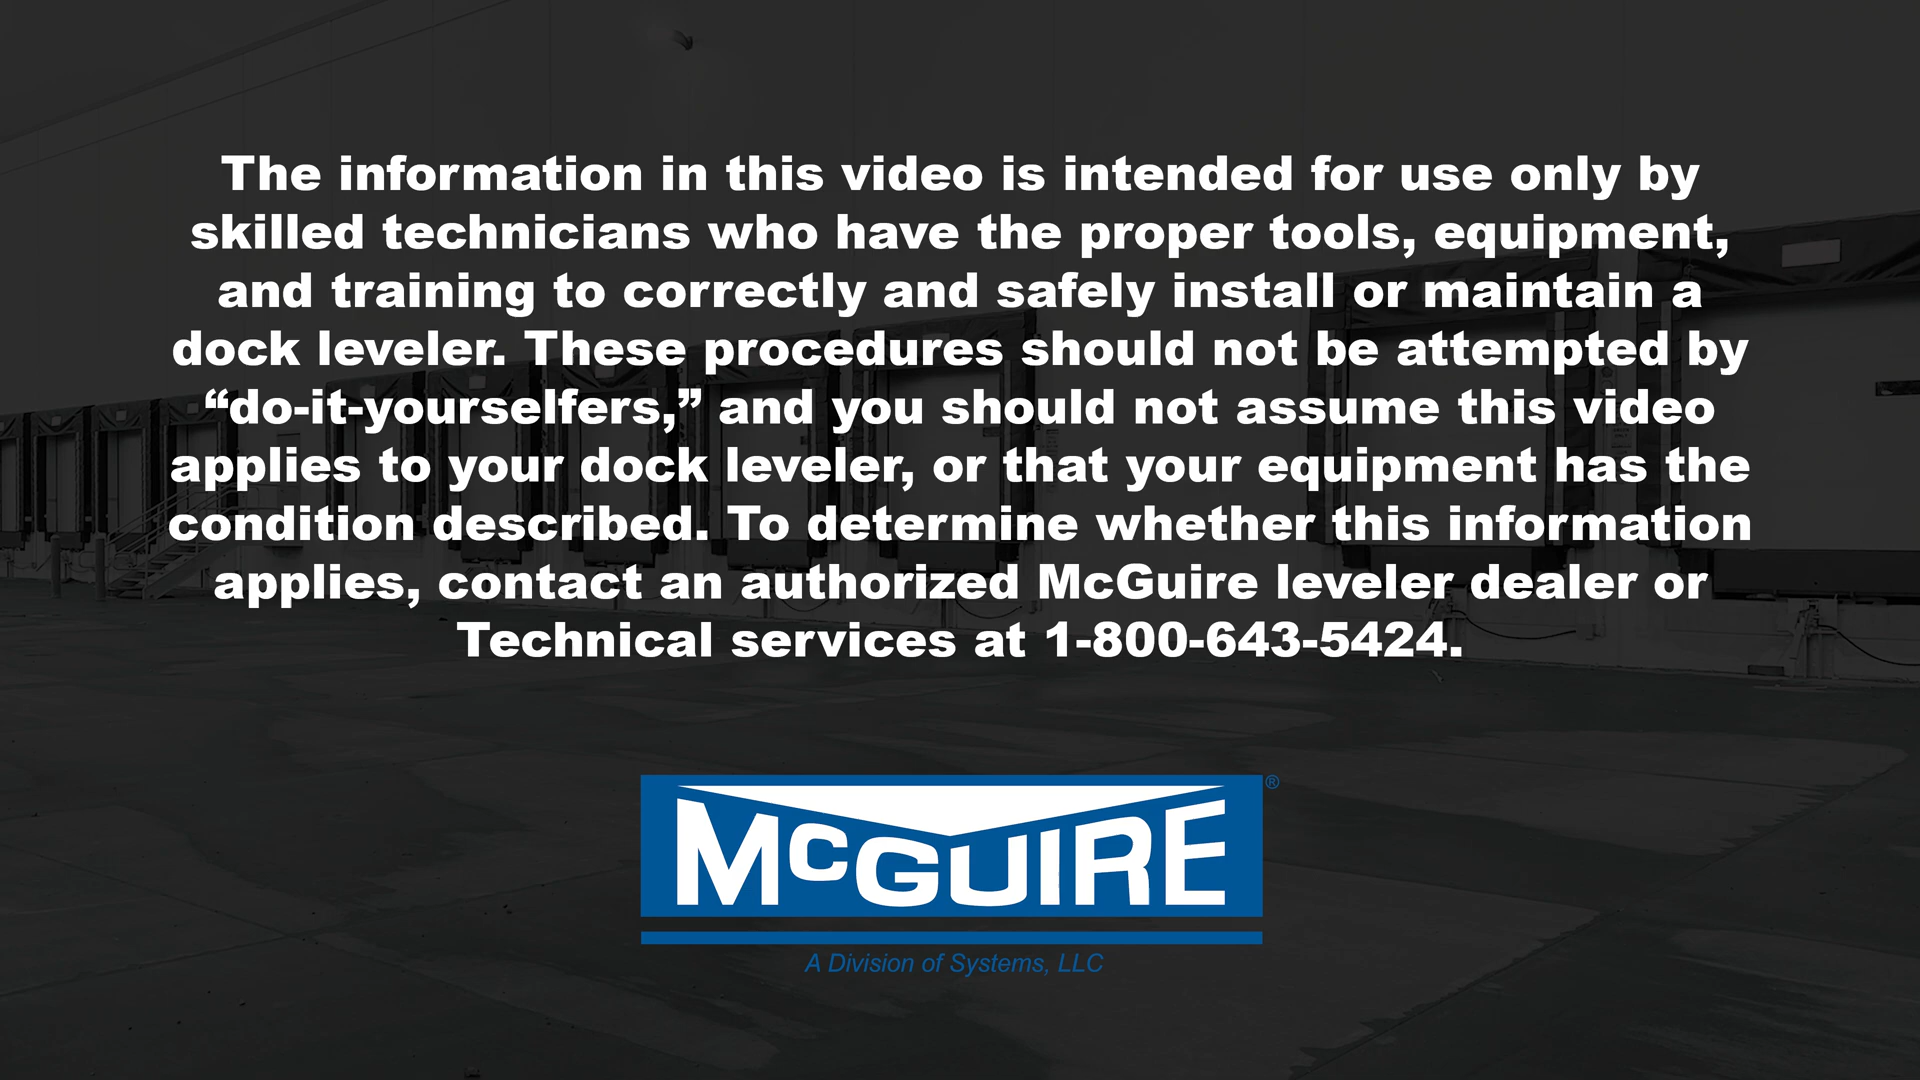 The information in this video is intended for use only by
skilled technicians who have the proper tools, equipment,
and training to correctly and safely install or maintain a
dock leveler. These procedures should not be attempted by
“do-it-yourselfers,” and you should not assume this video
applies to your dock leveler, or that your equipment has the
condition described. To determine whether this information
applies, contact an authorized McGuire leveler dealer or
Technical services at 1-800-643-5424.
McGUIRE®
A Division of Systems, LLC